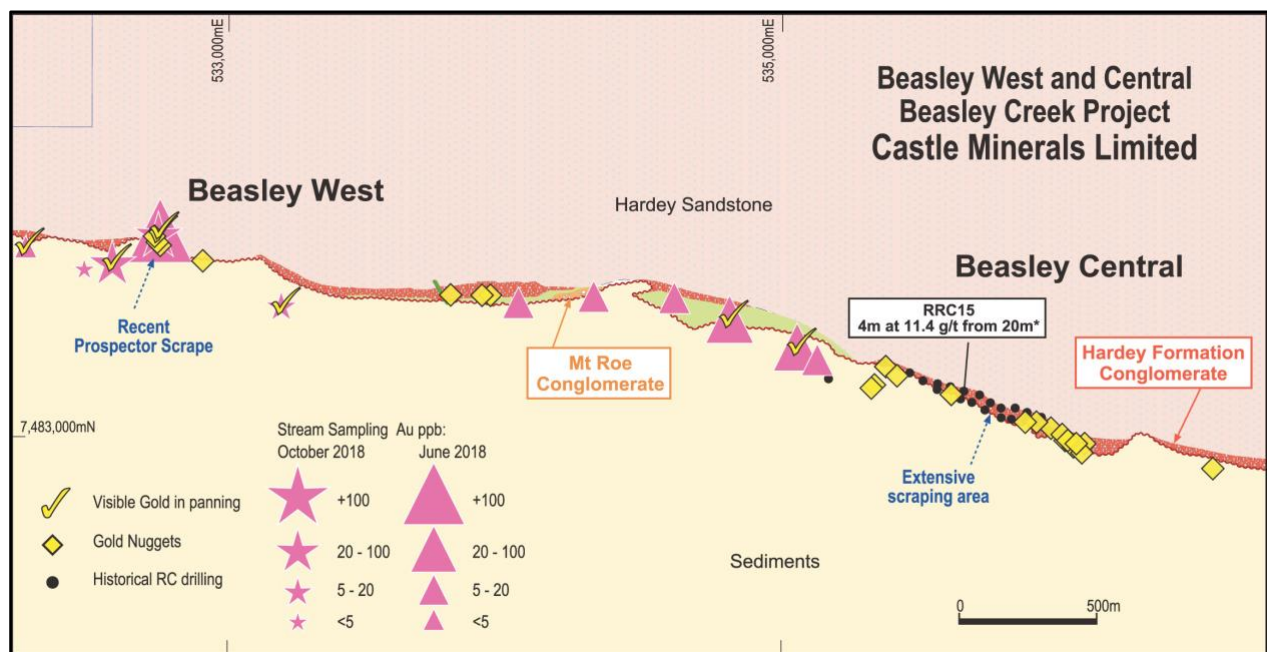 533,000mE
535,000mE
Beasley West and Central
Beasley Creek Project
Castle Minerals Limited
Beasley West
Hardey Sandstone
Beasley Central
RRC15
4m at 11.4 g/t from 20m*
Recent
Prospector Scrape
Mt Roe
Conglomerate
Hardey Formation
Conglomerate
7,483,000mN
Stream Sampling Au ppb:
October 2018 June 2018
Extensive
scraping area
Visible Gold in panning
+100 +100
Gold Nuggets
20 - 100 20 - 100
Sediments
Historical RC drilling
5 - 20 5 - 20
<5 <5
0 500m